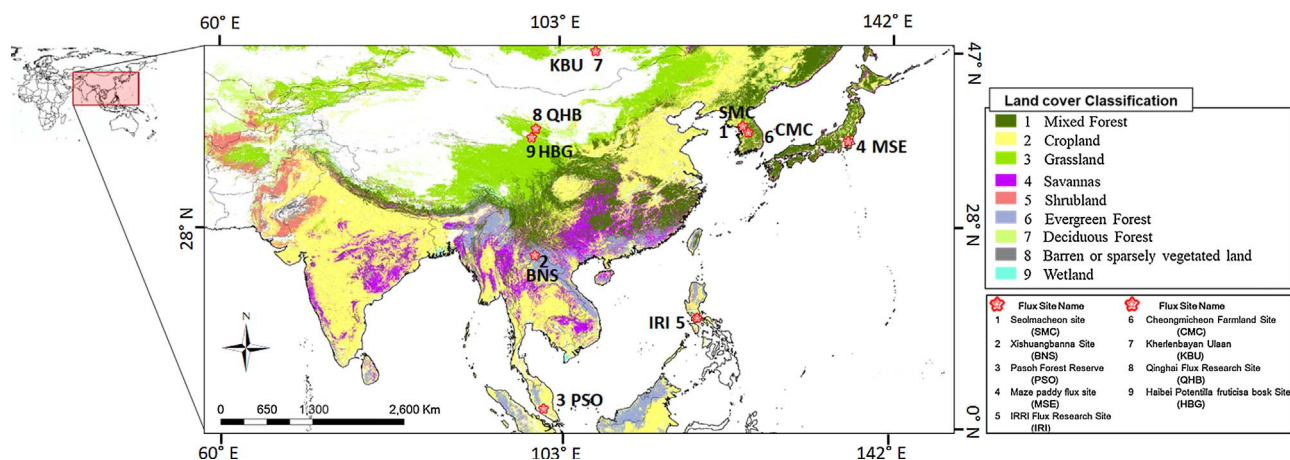 60° E 103° E 142° E
47° N
KBU 7
8 QHB
9 HBG
SMC
1
6 CMC
4 MSE
28° N
28° N
2
BNS
IRI 5
3 PSO
N
0 650 1,300 2,600 Km
0° N
60° E 103° E 142° E
Land cover Classification
1 Mixed Forest
2 Cropland
3 Grassland
4 Savannas
5 Shrubland
6 Evergreen Forest
7 Deciduous Forest
8 Barren or sparsely vegetated land
9 Wetland
Flux Site Name
1 Seolmacheon site
(SMC)
2 Xishuangbanna Site
(BNS)
3 Pasoh Forest Reserve
(PSO)
4 Maze paddy flux site
(MSE)
5 IRRI Flux Research Site
(IRI)
Flux Site Name
6 Cheongmicheon Farmland Site
(CMC)
7 Kherlenbayan Ulaan
(KBU)
8 Qinghai Flux Research Site
(QHB)
9 Haibei Potentilla fruticisa bosk Site
(HBG)